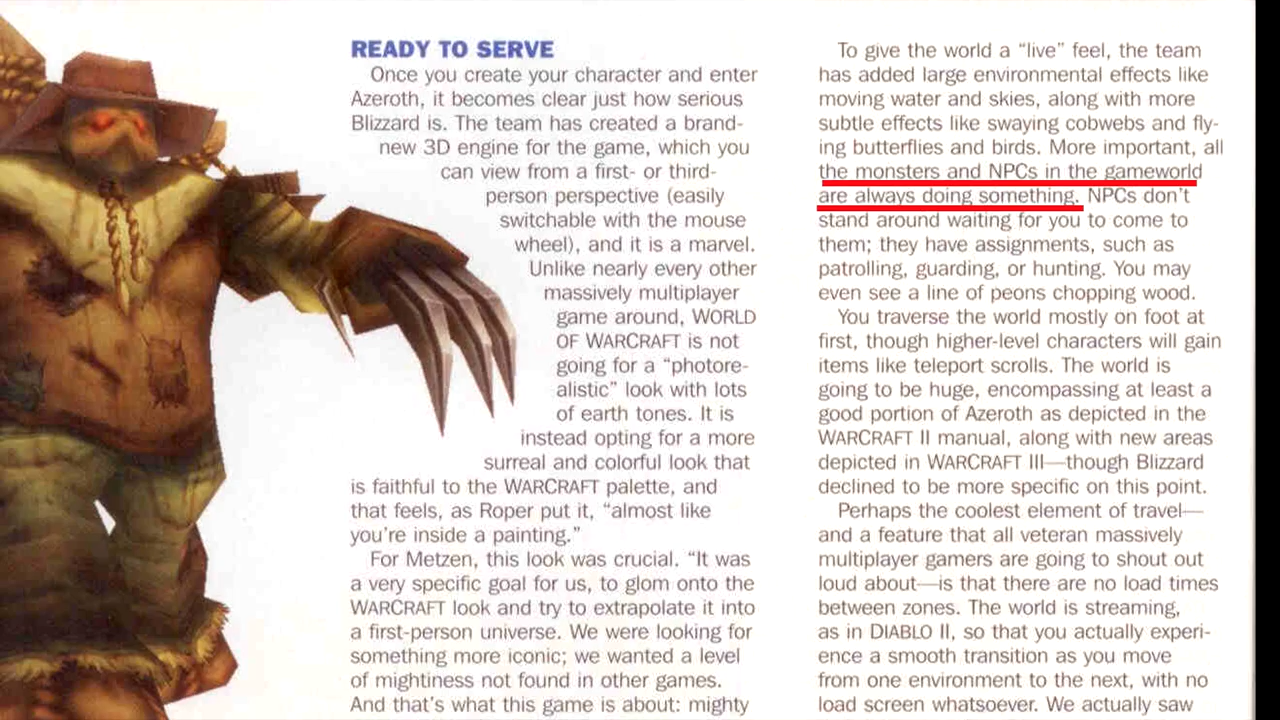 READY TO SERVE
Once you create your character and enter
Azeroth, it becomes clear just how serious
Blizzard is. The team has created a brand-
new 3D engine for the game, which you
can view from a first- or third-
person perspective (easily
switchable with the mouse
wheel), and it is a marvel.
Unlike nearly every other
massively multiplayer
game around, WORLD
OF WARCRAFT is not
going for a “photore-
alistic” look with lots
of earth tones. It is
instead opting for a more
surreal and colorful look that
is faithful to the WARCRAFT palette, and
that feels, as Roper put it, “almost like
you’re inside a painting.”
For Metzen, this look was crucial. “It was
a very specific goal for us, to glom onto the
WARCRAFT look and try to extrapolate it into
a first-person universe. We were looking for
something more iconic; we wanted a level
of mightiness not found in other games.
And that’s what this game is about: mighty
To give the world a “live” feel, the team
has added large environmental effects like
moving water and skies, along with more
subtle effects like swaying cobwebs and fly-
ing butterflies and birds. More important, all
the monsters and NPCs in the gameworld
are always doing something. NPCs don’t
stand around waiting for you to come to
them; they have assignments, such as
patrolling, guarding, or hunting. You may
even see a line of peons chopping wood.
You traverse the world mostly on foot at
first, though higher-level characters will gain
items like teleport scrolls. The world is
going to be huge, encompassing at least a
good portion of Azeroth as depicted in the
WARCRAFT II manual, along with new areas
depicted in WARCRAFT III—though Blizzard
declined to be more specific on this point.
Perhaps the coolest element of travel—
and a feature that all veteran massively
multiplayer gamers are going to shout out
loud about—is that there are no load times
between zones. The world is streaming,
as in DIABLO II, so that you actually experi-
ence a smooth transition as you move
from one environment to the next, with no
load screen whatsoever. We actually saw